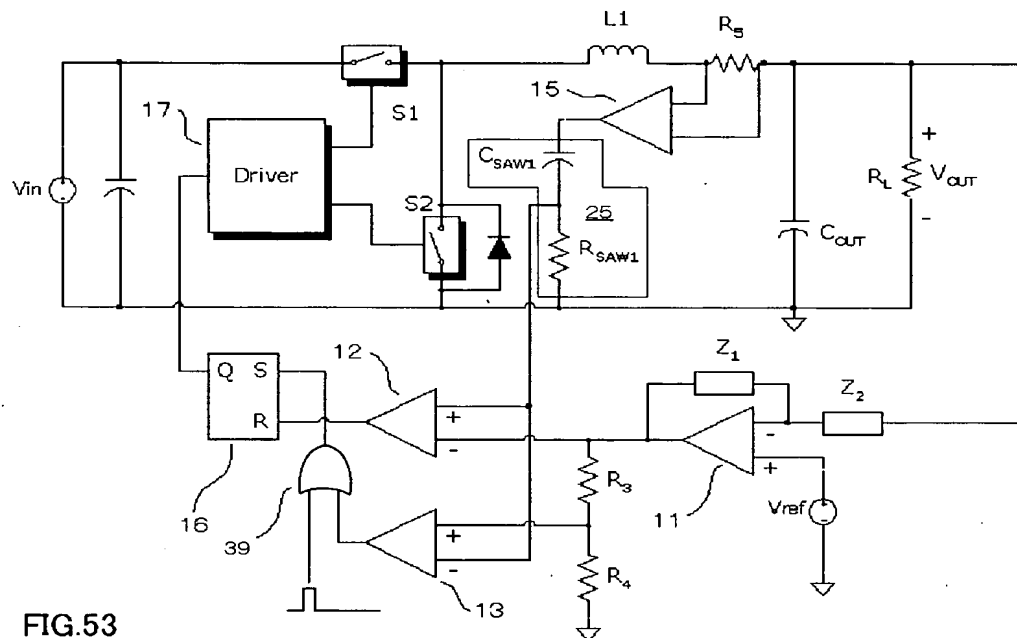 L1
R5
15
S1
17
Driver
CSAW1
Vin
S2
25
RSAW1
+
RL
VOUT
-
COUT
12
Z1
Z2
Q
S
R
+
-
-
+
11
R3
Vref
16
39
+
-
R4
13
FIG.53